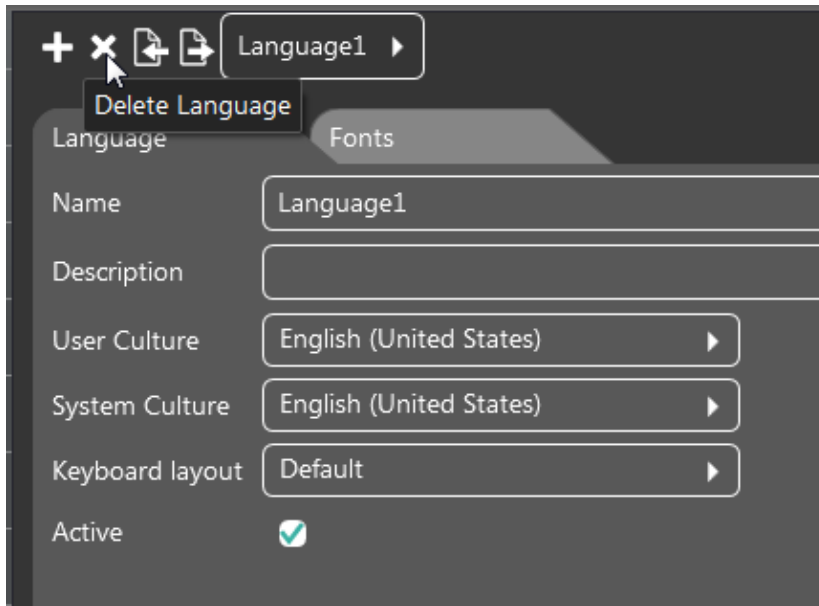 Language1
Delete Language
Language Fonts
Name Language1
Description
User Culture English (United States)
System Culture English (United States)
Keyboard layout Default
Active